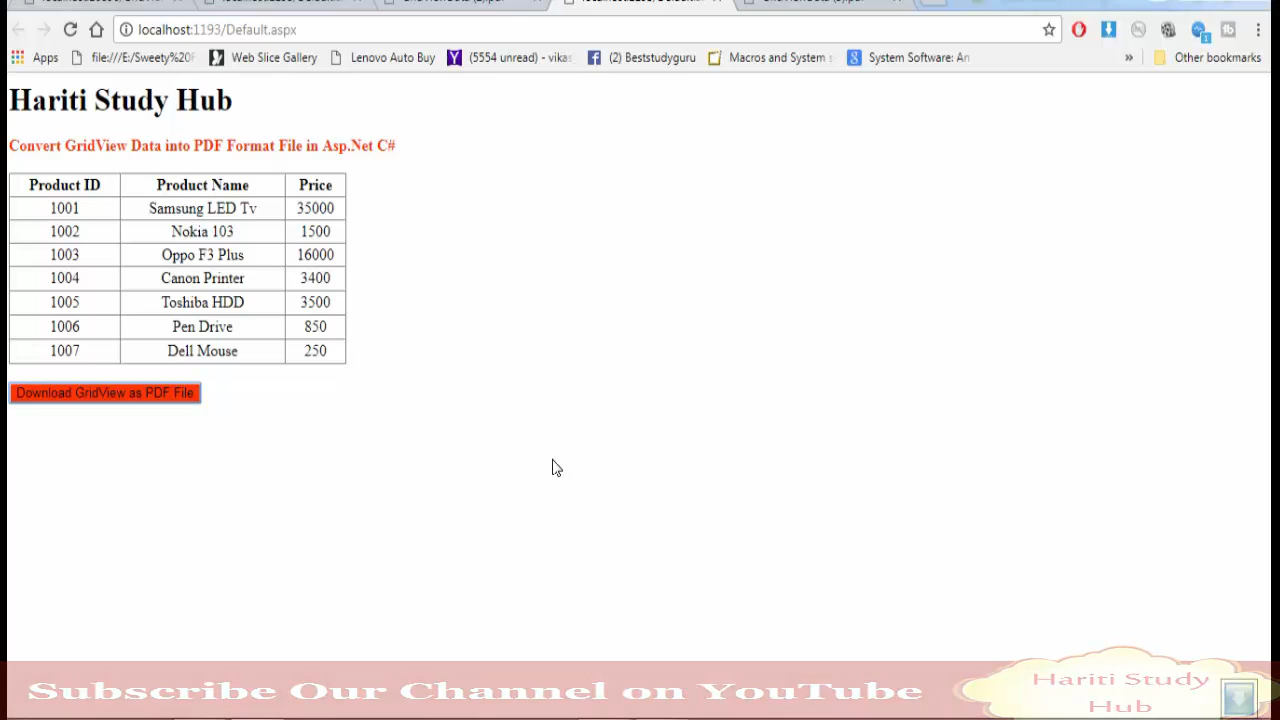 localhost:1193/Default.aspx
Apps file:///E:/Sweety%20 Web Slice Gallery Lenovo Auto Buy (5554 unread) - vikas (2) Beststudyguru Macros and System System Software: An » Other bookmarks
Hariti Study Hub
Convert GridView Data into PDF Format File in Asp.Net C#
Product ID Product Name Price
1001 Samsung LED Tv 35000
1002 Nokia 103 1500
1003 Oppo F3 Plus 16000
1004 Canon Printer 3400
1005 Toshiba HDD 3500
1006 Pen Drive 850
1007 Dell Mouse 250
Download GridView as PDF File
Subscribe Our Channel on YouTube
Hariti Study
Hub